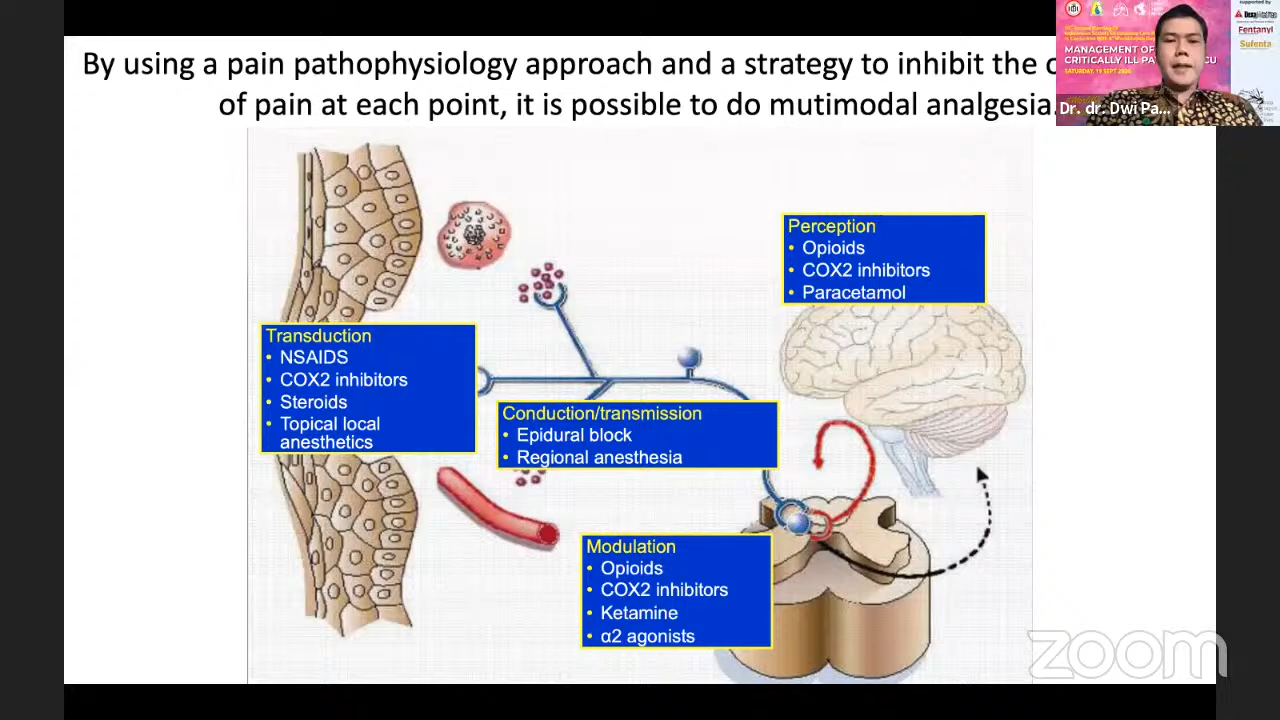 By using a pain pathophysiology approach and a strategy to inhibit the
of pain at each point, it is possible to do mutimodal analgesia.
supported by
Fentanyl
Sufenta
MANAGEMENT OF
CRITICALLY ILL PA CU
SATURDAY, 19 SEPT 2020
Dr. dr. Dwi Pa...
Perception
• Opioids
• COX2 inhibitors
• Paracetamol
Transduction
• NSAIDS
• COX2 inhibitors
• Steroids
• Topical local
anesthetics
Conduction/transmission
• Epidural block
• Regional anesthesia
Modulation
• Opioids
• COX2 inhibitors
• Ketamine
• α2 agonists
zoom